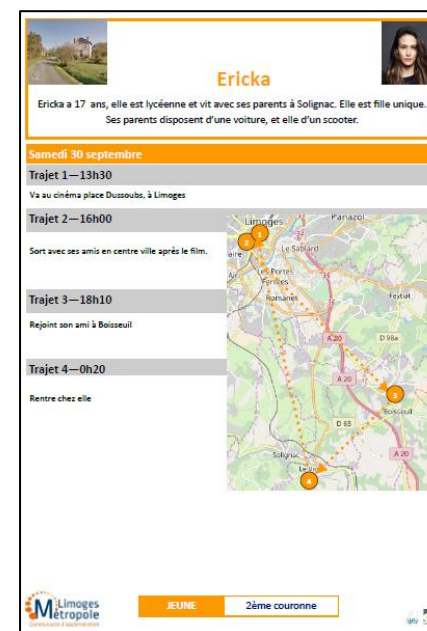 Ericka
Ericka a 17 ans, elle est lycéenne et vit avec ses parents à Solignac. Elle est fille unique.
Ses parents disposent d'une voiture, et elle d'un scooter.
Samedi 30 septembre
Trajet 1—13h30
Va au cinéma place Dussoubs, à Limoges
Trajet 2—16h00
Sort avec ses amis en centre ville après le film.
Trajet 3—18h10
Rejoint son ami à Boisseuil
Trajet 4—0h20
Rentre chez elle
Limoges
Panazol
1
2
Le Sablard
Les Portes
Ferrées
Romanet
Feytiat
A 20
D 98a
A 20
3
Boisseuil
D 65
A 20
Solignac
Le Vig
4
Limoges
Métropole
Communauté d'agglomération
JEUNE
2ème couronne